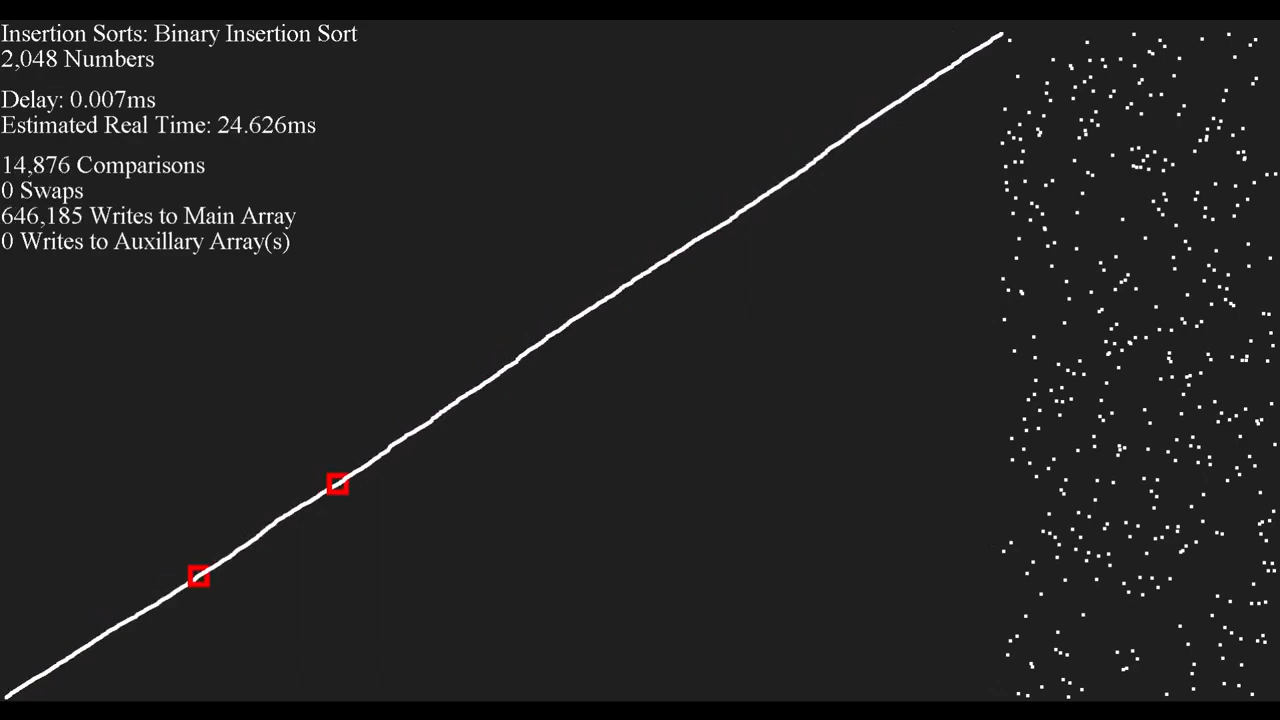 Insertion Sorts: Binary Insertion Sort
2,048 Numbers
Delay: 0.007ms
Estimated Real Time: 24.626ms
14,876 Comparisons
0 Swaps
646,185 Writes to Main Array
0 Writes to Auxillary Array(s)